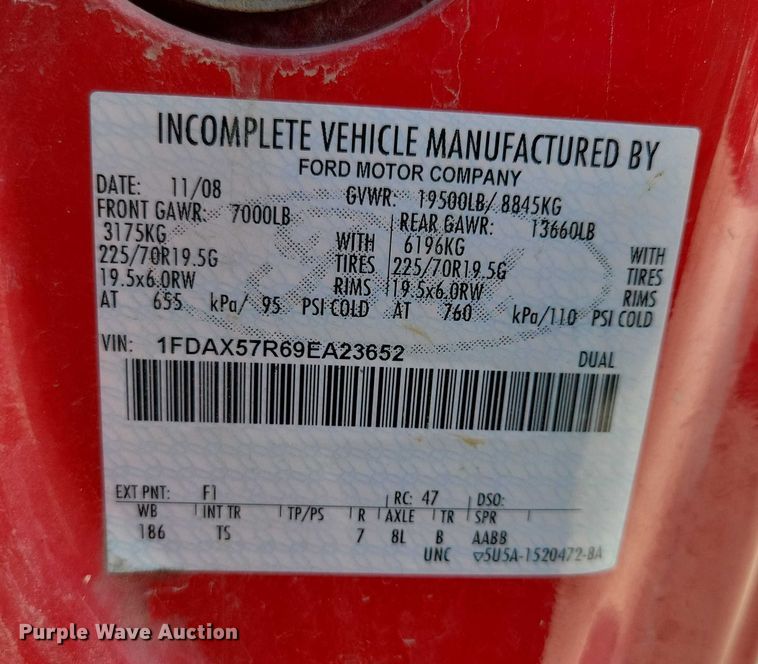 INCOMPLETE VEHICLE MANUFACTURED BY
FORD MOTOR COMPANY
DATE: 11/08 GVWR: 19500LB/ 8845KG
FRONT GAWR: 7000LB REAR GAWR: 13660LB
3175KG WITH 6196KG WITH
225/70R19.5G TIRES 225/70R19.5G TIRES
19.5x6.0RW RIMS 19.5x6.0RW RIMS
AT 655 kPa/ 95 PSI COLD AT 760 kPa/110 PSI COLD
VIN: 1FDAX57R69EA23652 DUAL
EXT PNT: F1 RC: 47 DSO:
WB INT TR TP/PS R AXLE TR SPR
186 TS 7 8L B AABB
UNC ▽5U5A-1520472-BA
Purple Wave Auction